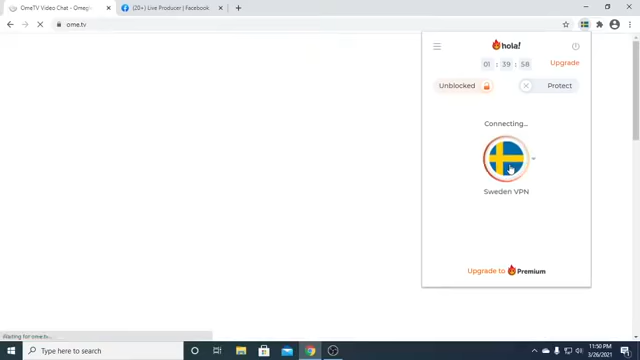 OmeTV Video Chat - Omegle
(20+) Live Producer | Facebook
ome.tv
hola!
01 : 39 : 58
Upgrade
Unblocked
Protect
Connecting...
Sweden VPN
Upgrade to Premium
Waiting for ome.tv...
Type here to search
11:50 PM
3/26/2021